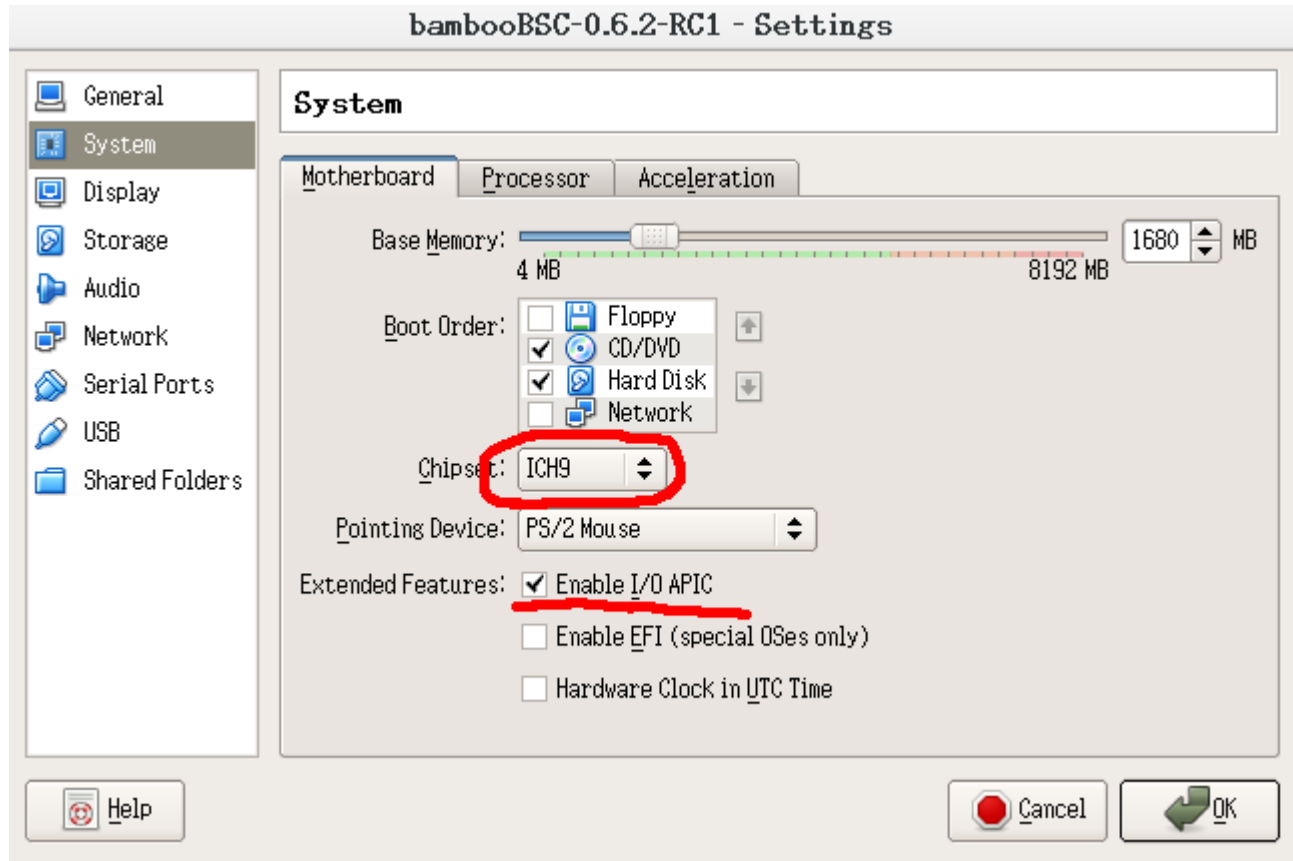 bambooBSC-0.6.2-RC1 - Settings
General
System
Display
Storage
Audio
Network
Serial Ports
USB
Shared Folders
System
Motherboard Processor Acceleration
Base Memory: 1680 MB
4 MB 8192 MB
Boot Order: Floppy
CD/DVD
Hard Disk
Network
Chipset: ICH9
Pointing Device: PS/2 Mouse
Extended Features: Enable I/O APIC
Enable EFI (special OSes only)
Hardware Clock in UTC Time
Help Cancel OK